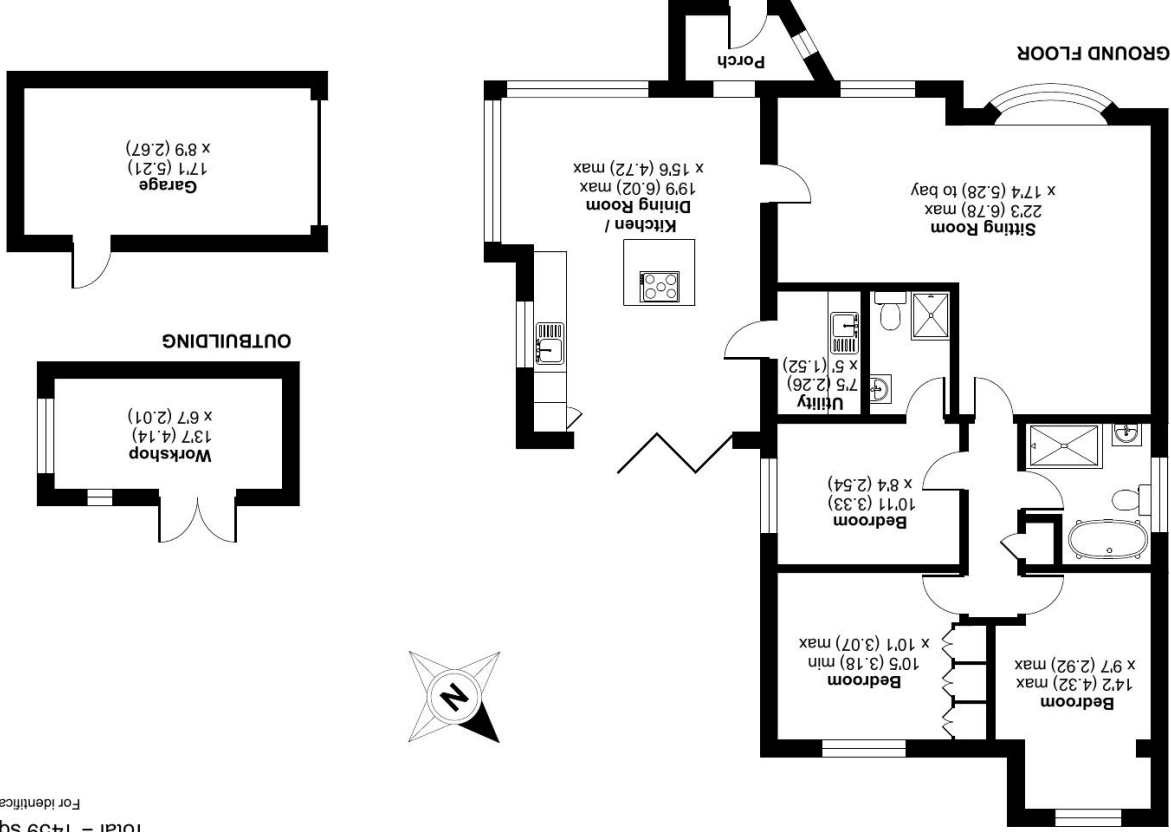 Total = 1459 sq
For identifica
Bedroom
14'2 (4.32) max
x 9'7 (2.92) max
Bedroom
10'5 (3.18) min
x 10'1 (3.07) max
N
Bedroom
10'11 (3.33)
x 8'4 (2.54)
Workshop
13'7 (4.14)
x 6'7 (2.01)
Utility
7'5 (2.26)
x 5' (1.52)
OUTBUILDING
Sitting Room
22'3 (6.78) max
x 17'4 (5.28) to bay
Kitchen /
Dining Room
19'9 (6.02) max
x 15'6 (4.72) max
Garage
17'1 (5.21)
x 8'9 (2.67)
GROUND FLOOR
Porch